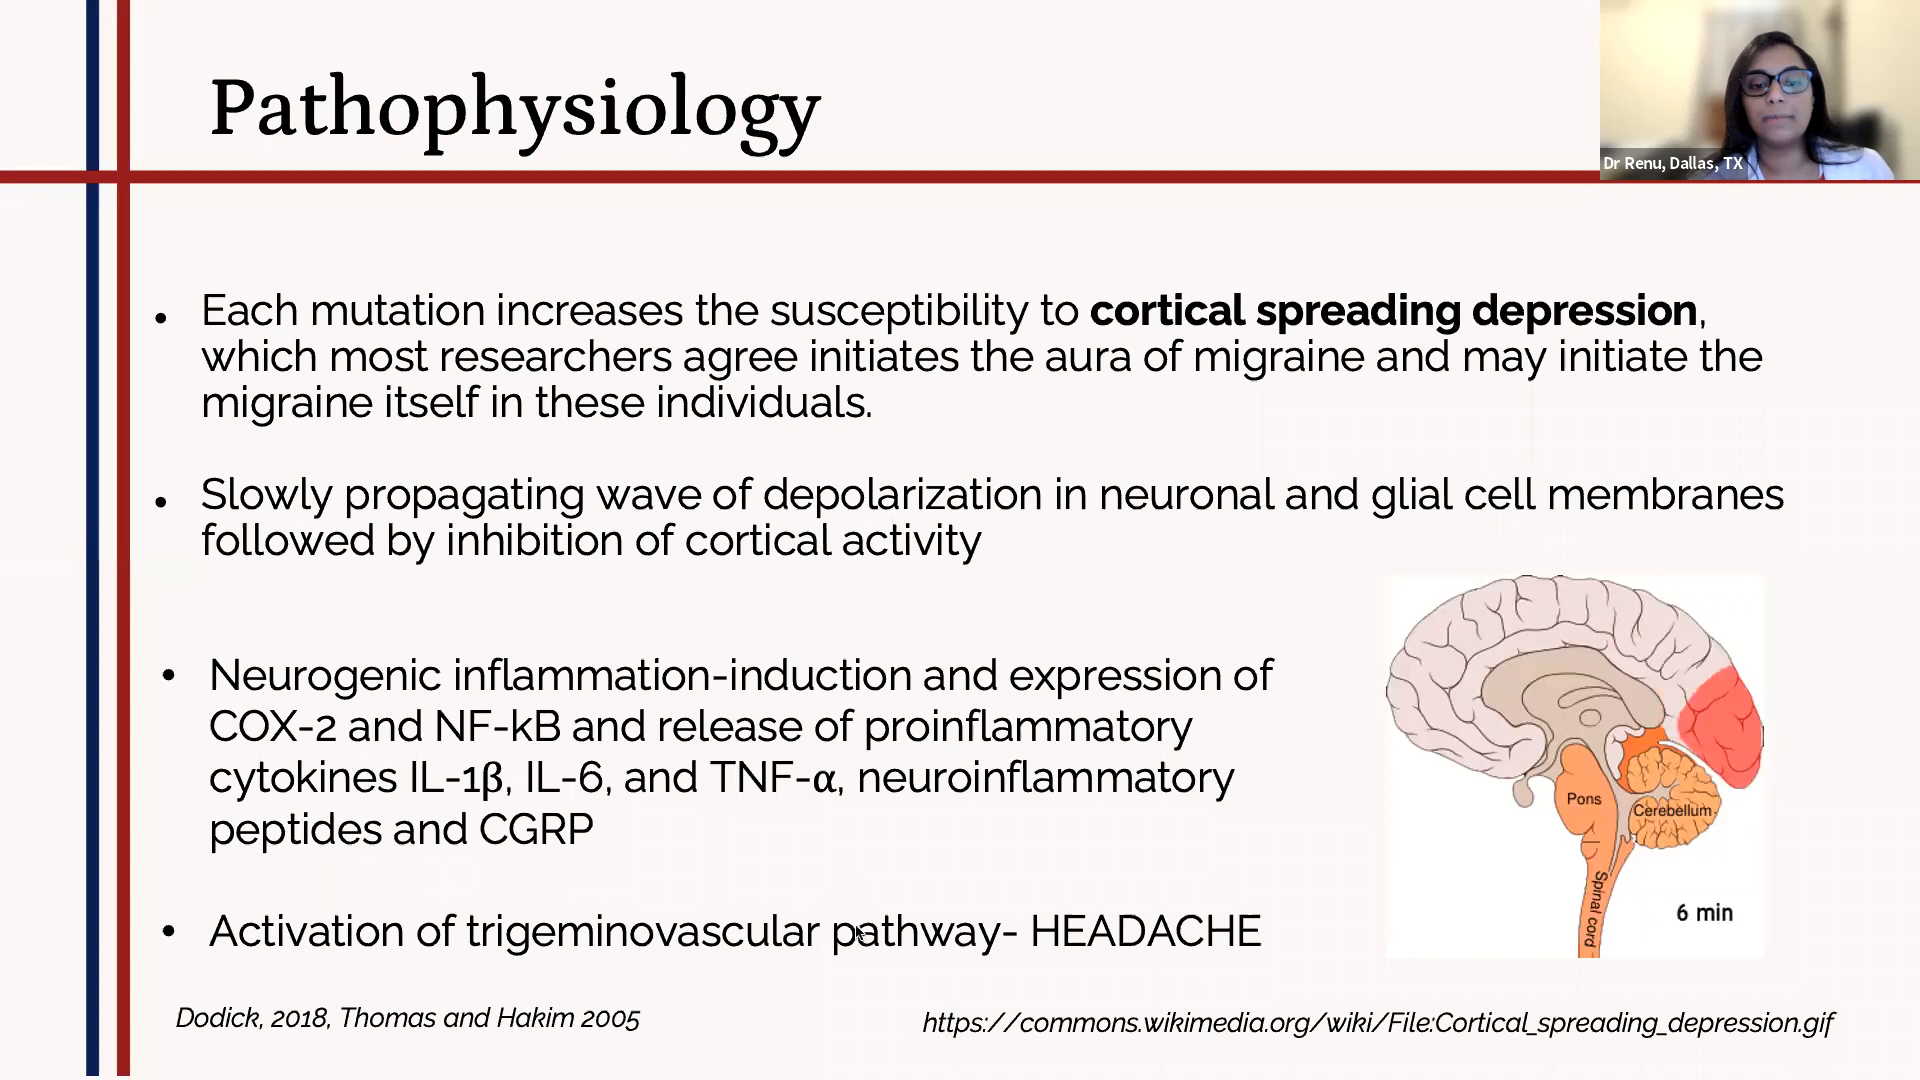 Pathophysiology
Dr Renu, Dallas, TX
Each mutation increases the susceptibility to cortical spreading depression,
which most researchers agree initiates the aura of migraine and may initiate the
migraine itself in these individuals.
Slowly propagating wave of depolarization in neuronal and glial cell membranes
followed by inhibition of cortical activity
Neurogenic inflammation-induction and expression of
COX-2 and NF-kB and release of proinflammatory
cytokines IL-1β, IL-6, and TNF-α, neuroinflammatory
peptides and CGRP
Activation of trigeminovascular pathway- HEADACHE
Pons
Cerebellum
Spinal cord
6 min
Dodick, 2018, Thomas and Hakim 2005
https://commons.wikimedia.org/wiki/File:Cortical_spreading_depression.gif